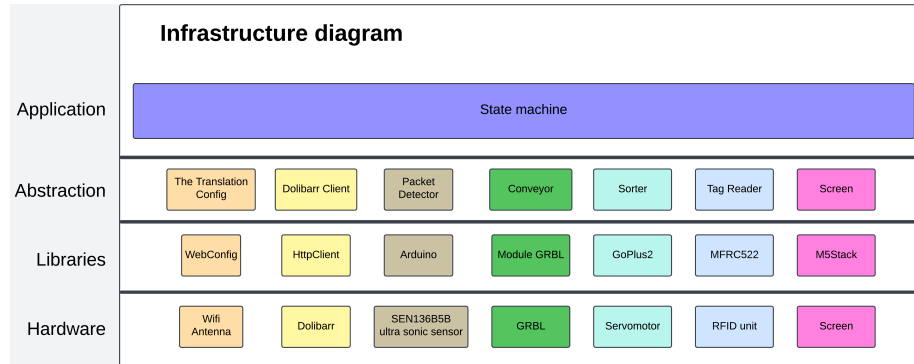 Infrastructure diagram
Application
State machine
Abstraction
The Translation
Config
Dolibarr Client
Packet
Detector
Conveyor
Sorter
Tag Reader
Screen
Libraries
WebConfig
HttpClient
Arduino
Module GRBL
GoPlus2
MFRC522
M5Stack
Hardware
Wifi
Antenna
Dolibarr
SEN136B5B
ultra sonic sensor
GRBL
Servomotor
RFID unit
Screen